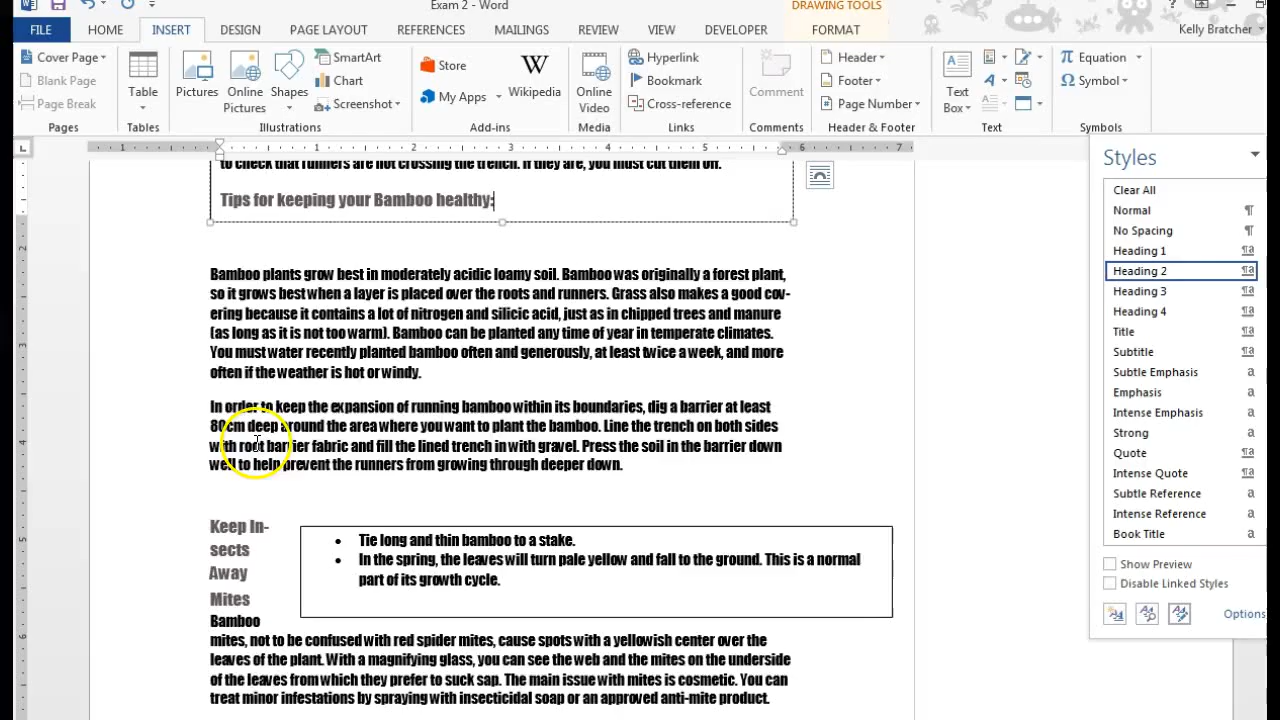 Exam 2 - Word
DRAWING TOOLS
FILE HOME INSERT DESIGN PAGE LAYOUT REFERENCES MAILINGS REVIEW VIEW DEVELOPER FORMAT
Kelly Bratcher
Cover Page
Blank Page
Page Break
Table
Pictures
Online Pictures
Shapes
SmartArt
Chart
Screenshot
Store
My Apps
Wikipedia
Online Video
Hyperlink
Bookmark
Cross-reference
Comment
Header
Footer
Page Number
Text Box
Equation
Symbol
Pages Tables Illustrations Add-ins Media Links Comments Header & Footer Text Symbols
1 1 2 3 4 5 6 7
to check that runners are not crossing the trench. If they are, you must cut them off.
Tips for keeping your Bamboo healthy:
Bamboo plants grow best in moderately acidic loamy soil. Bamboo was originally a forest plant,
so it grows best when a layer is placed over the roots and runners. Grass also makes a good cov-
ering because it contains a lot of nitrogen and silicic acid, just as in chipped trees and manure
(as long as it is not too warm). Bamboo can be planted any time of year in temperate climates.
You must water recently planted bamboo often and generously, at least twice a week, and more
often if the weather is hot or windy.
In order to keep the expansion of running bamboo within its boundaries, dig a barrier at least
80cm deep around the area where you want to plant the bamboo. Line the trench on both sides
with root barrier fabric and fill the lined trench in with gravel. Press the soil in the barrier down
well to help prevent the runners from growing through deeper down.
Keep In-
sects
Away
Mites
Bamboo
• Tie long and thin bamboo to a stake.
• In the spring, the leaves will turn pale yellow and fall to the ground. This is a normal
part of its growth cycle.
mites, not to be confused with red spider mites, cause spots with a yellowish center over the
leaves of the plant. With a magnifying glass, you can see the web and the mites on the underside
of the leaves from which they prefer to suck sap. The main issue with mites is cosmetic. You can
treat minor infestations by spraying with insecticidal soap or an approved anti-mite product.
2
3
4
5
6
Styles
Clear All
Normal
No Spacing
Heading 1
Heading 2
Heading 3
Heading 4
Title
Subtitle
Subtle Emphasis
Emphasis
Intense Emphasis
Strong
Quote
Intense Quote
Subtle Reference
Intense Reference
Book Title
Show Preview
Disable Linked Styles
Options